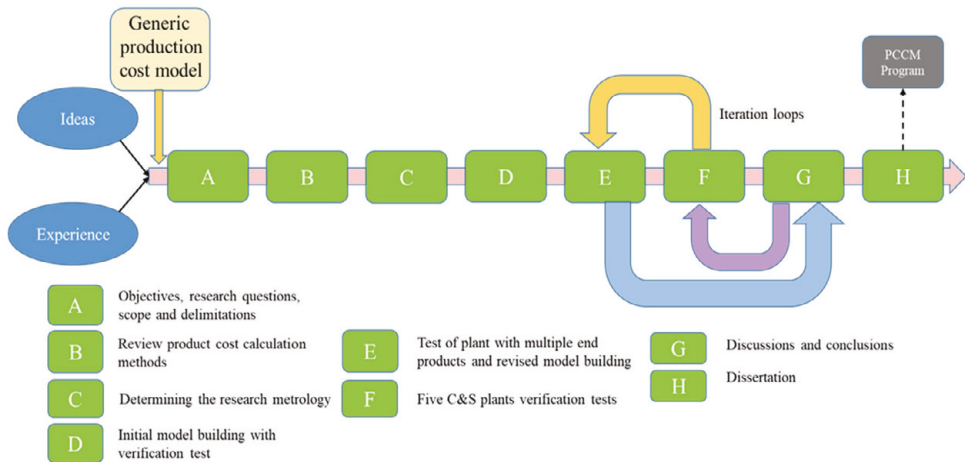 Generic
production
cost model
PCCM
Program
Ideas
Iteration loops
A
B
C
D
E
F
G
H
Experience
A
Objectives, research questions,
scope and delimitations
B
Review product cost calculation
methods
C
Determining the research metrology
D
Initial model building with
verification test
E
Test of plant with multiple end
products and revised model building
F
Five C&S plants verification tests
G
Discussions and conclusions
H
Dissertation